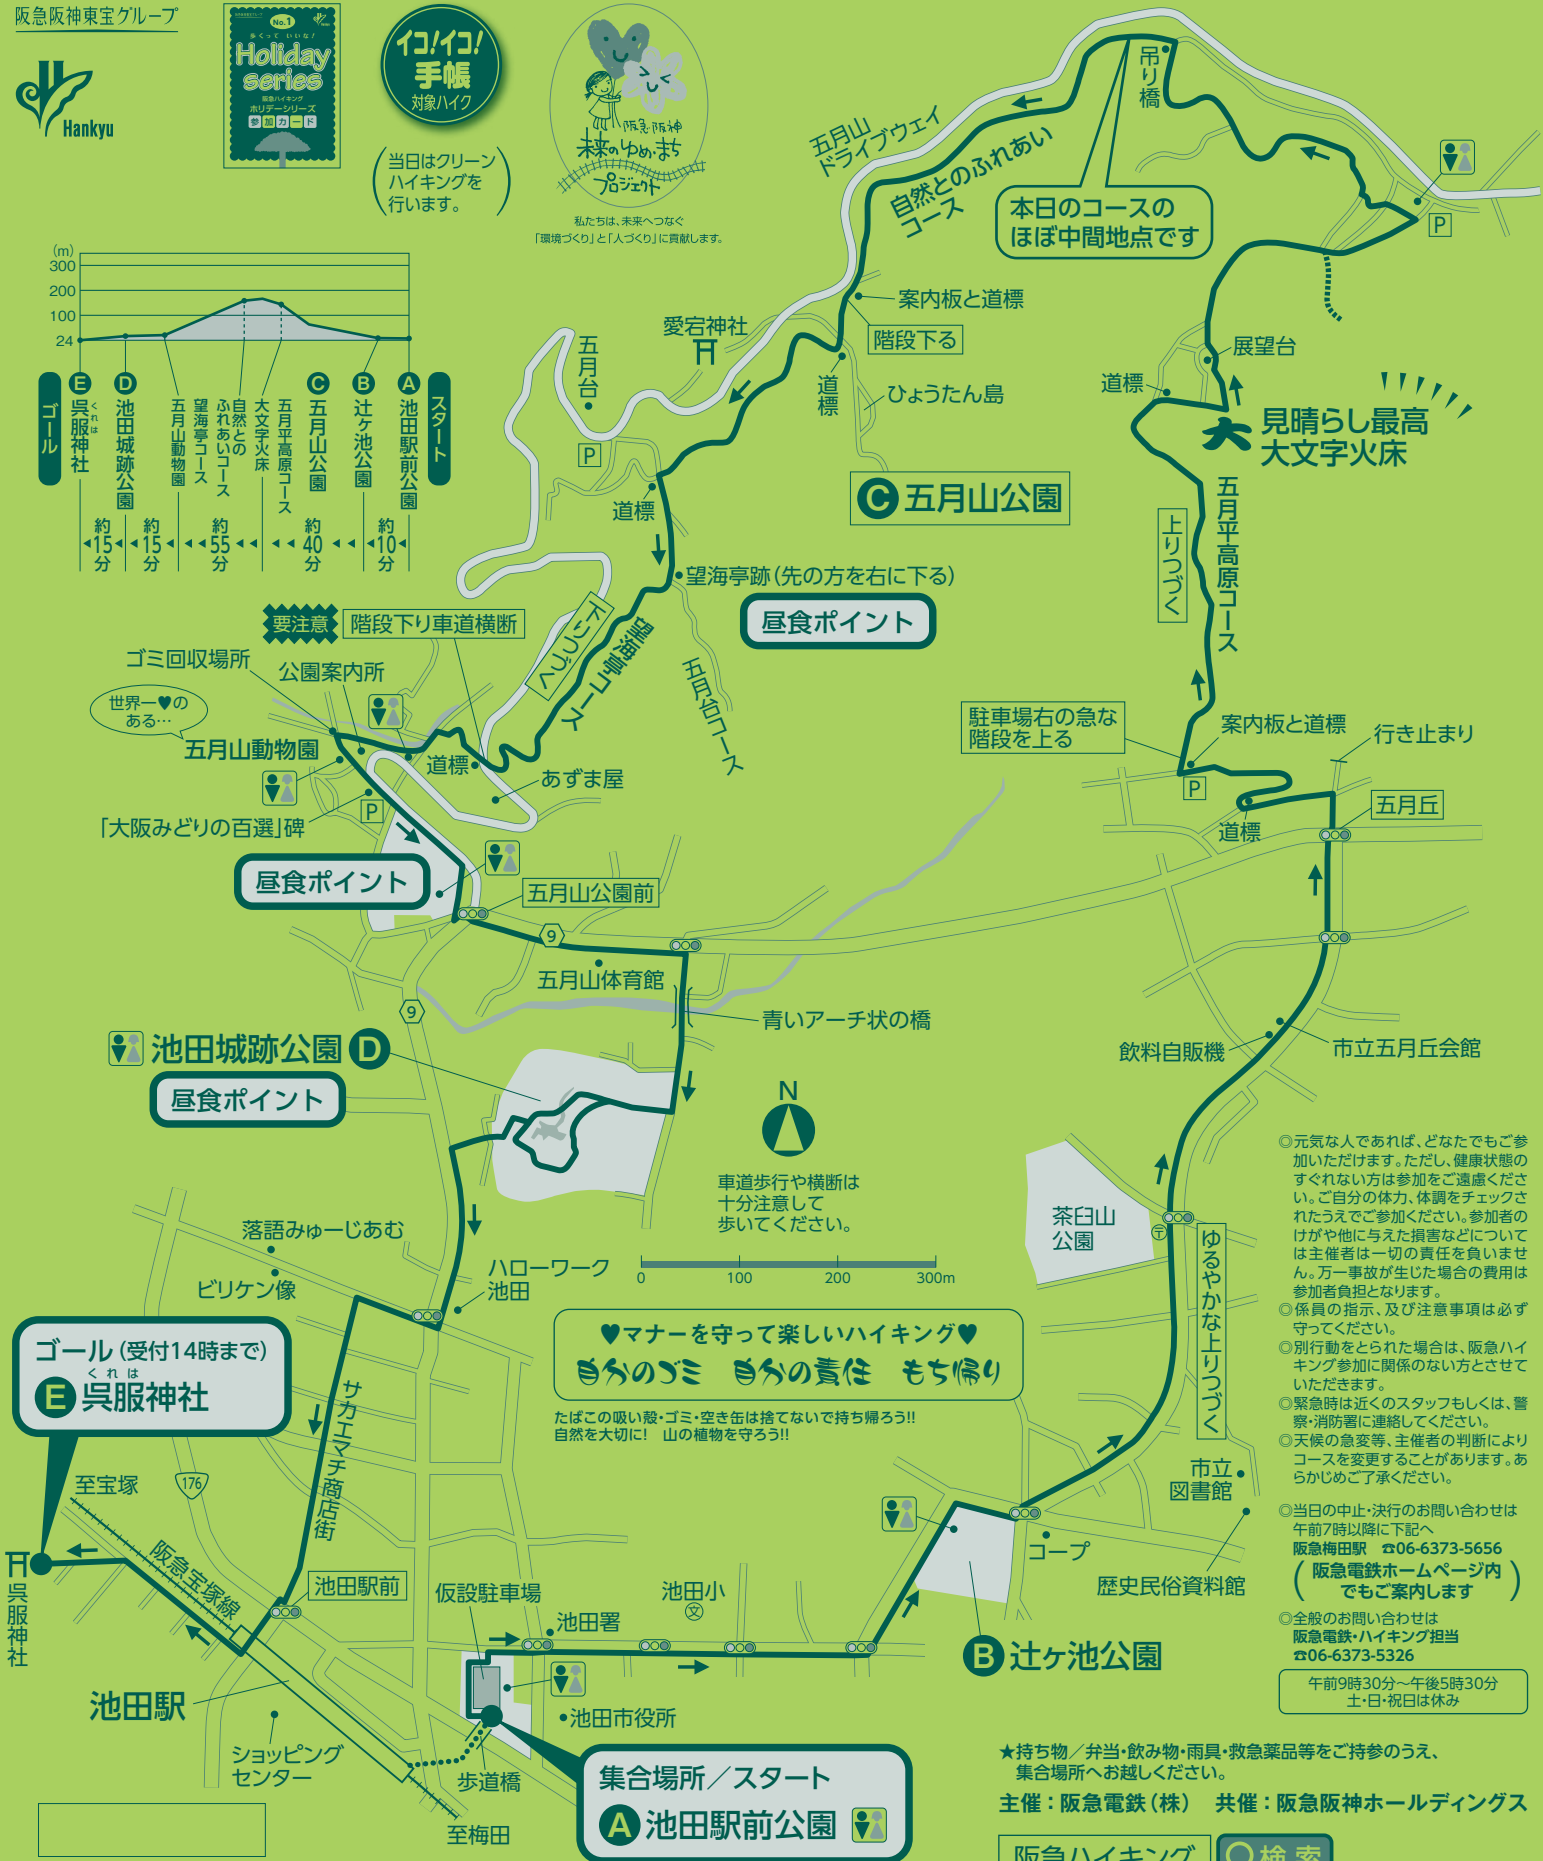 阪急阪神東宝グループ
Hankyu
No.1
歩くって いいな!
Holiday
series
阪急ハイキング
ホリデーシリーズ
参加カード
イコ!イコ!
手帳
対象ハイク
当日はクリーン
ハイキングを
行います。
阪急阪神
未来のゆめ・まち
プロジェクト
私たちは、未来へつなぐ
「環境づくり」と「人づくり」に貢献します。
(m)
300
200
100
24
ゴール
E 呉服神社
くれは
D 池田城跡公園
五月山動物園
望海亭コース
自然との
ふれあいコース
大文字火床
五月平高原コース
C 五月山公園
B 辻ヶ池公園
A 池田駅前公園
スタート
約15分
約15分
約55分
約40分
約10分
吊り橋
五月山
ドライブウェイ
自然とのふれあい
コース
本日のコースの
ほぼ中間地点です
P
案内板と道標
階段下る
愛宕神社
五月台
道標
ひょうたん島
展望台
道標
見晴らし最高
大文字火床
P
道標
C 五月山公園
五月平高原コース
上りつづく
望海亭跡(先の方を右に下る)
昼食ポイント
要注意
階段下り車道横断
下りつづく
望海亭コース
五月台コース
ゴミ回収場所
公園案内所
世界一♥の
ある…
五月山動物園
道標
あずま屋
P
「大阪みどりの百選」碑
昼食ポイント
駐車場右の急な
階段を上る
案内板と道標
行き止まり
P
道標
五月丘
五月山公園前
9
五月山体育館
9
青いアーチ状の橋
池田城跡公園 D
昼食ポイント
飲料自販機
市立五月丘会館
N
車道歩行や横断は
十分注意して
歩いてください。
0 100 200 300m
茶臼山
公園
〒
ゆるやかな上りつづく
落語みゅーじあむ
ビリケン像
ハローワーク
池田
ゴール(受付14時まで)
くれは
E 呉服神社
♥マナーを守って楽しいハイキング♥
自分のゴミ 自分の責任 もち帰り
たばこの吸い殻・ゴミ・空き缶は捨てないで持ち帰ろう!!
自然を大切に! 山の植物を守ろう!!
サカエマチ商店街
176
至宝塚
阪急宝塚線
呉服神社
池田駅前
仮設駐車場
池田署
池田小
文
市立
図書館
コープ
歴史民俗資料館
B 辻ヶ池公園
池田駅
ショッピング
センター
池田市役所
歩道橋
至梅田
集合場所/スタート
A 池田駅前公園
◎元気な人であれば、どなたでもご参
加いただけます。ただし、健康状態の
すぐれない方は参加をご遠慮くださ
い。ご自分の体力、体調をチェックさ
れたうえでご参加ください。参加者の
けがや他に与えた損害などについて
は主催者は一切の責任を負いませ
ん。万一事故が生じた場合の費用は
参加者負担となります。
◎係員の指示、及び注意事項は必ず
守ってください。
◎別行動をとられた場合は、阪急ハイ
キング参加に関係のない方とさせて
いただきます。
◎緊急時は近くのスタッフもしくは、警
察・消防署に連絡してください。
◎天候の急変等、主催者の判断により
コースを変更することがあります。あ
らかじめご了承ください。
◎当日の中止・決行のお問い合わせは
午前7時以降に下記へ
阪急梅田駅 ☎06-6373-5656
(阪急電鉄ホームページ内
でもご案内します)
◎全般のお問い合わせは
阪急電鉄・ハイキング担当
☎06-6373-5326
午前9時30分〜午後5時30分
土・日・祝日は休み
★持ち物/弁当・飲み物・雨具・救急薬品等をご持参のうえ、
集合場所へお越しください。
主催:阪急電鉄(株) 共催:阪急阪神ホールディングス
阪急ハイキング 検索